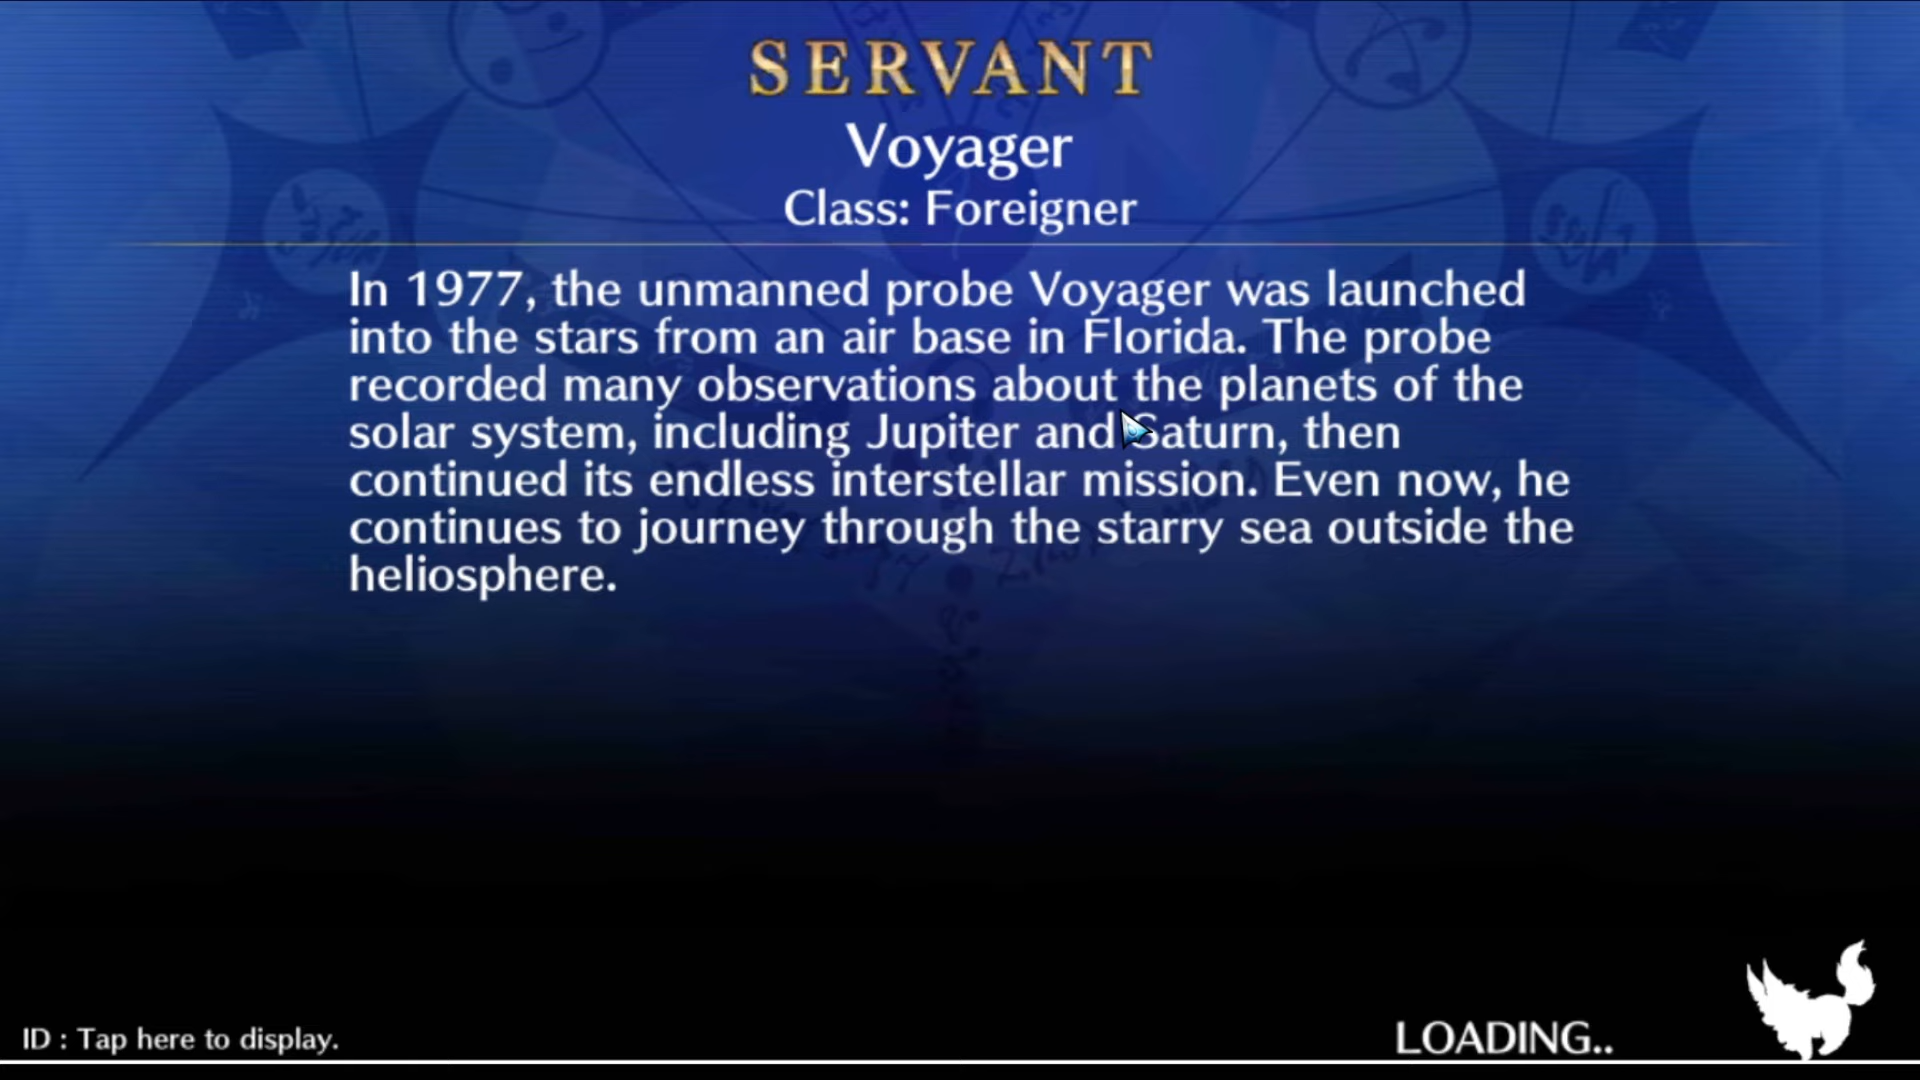 SERVANT
Voyager
Class: Foreigner
In 1977, the unmanned probe Voyager was launched
into the stars from an air base in Florida. The probe
recorded many observations about the planets of the
solar system, including Jupiter and Saturn, then
continued its endless interstellar mission. Even now, he
continues to journey through the starry sea outside the
heliosphere.
ID : Tap here to display.
LOADING..